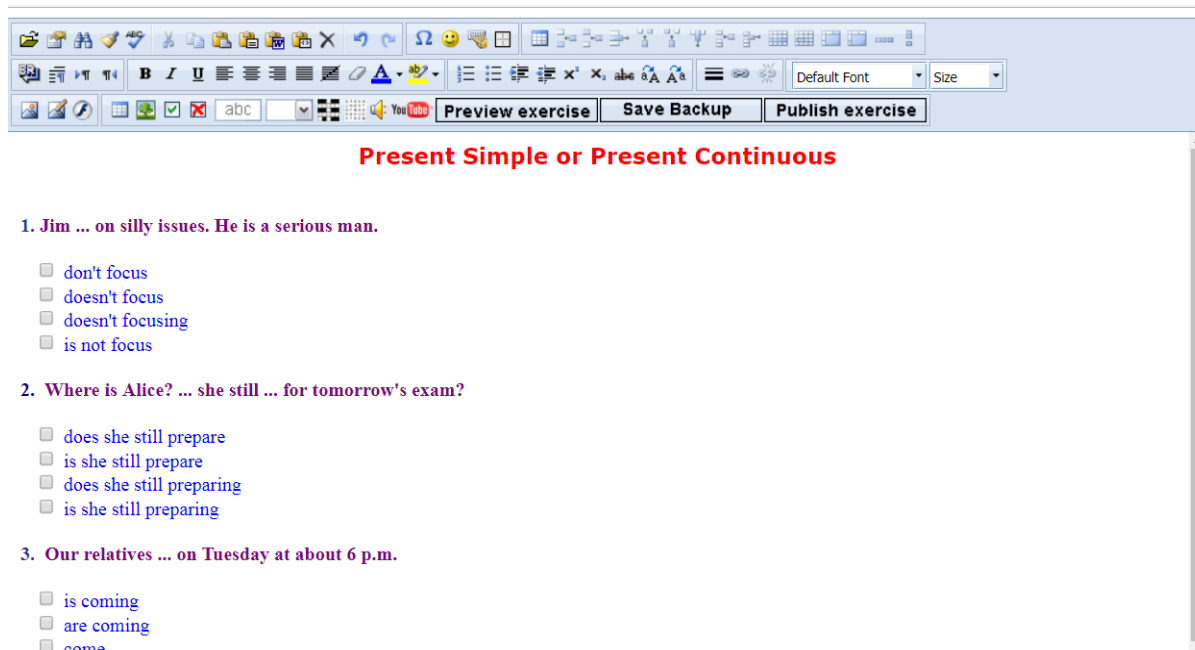 Default Font
Size
abc
You Tube
Preview exercise
Save Backup
Publish exercise
Present Simple or Present Continuous
1. Jim ... on silly issues. He is a serious man.
don't focus
doesn't focus
doesn't focusing
is not focus
2. Where is Alice? ... she still ... for tomorrow's exam?
does she still prepare
is she still prepare
does she still preparing
is she still preparing
3. Our relatives ... on Tuesday at about 6 p.m.
is coming
are coming
come